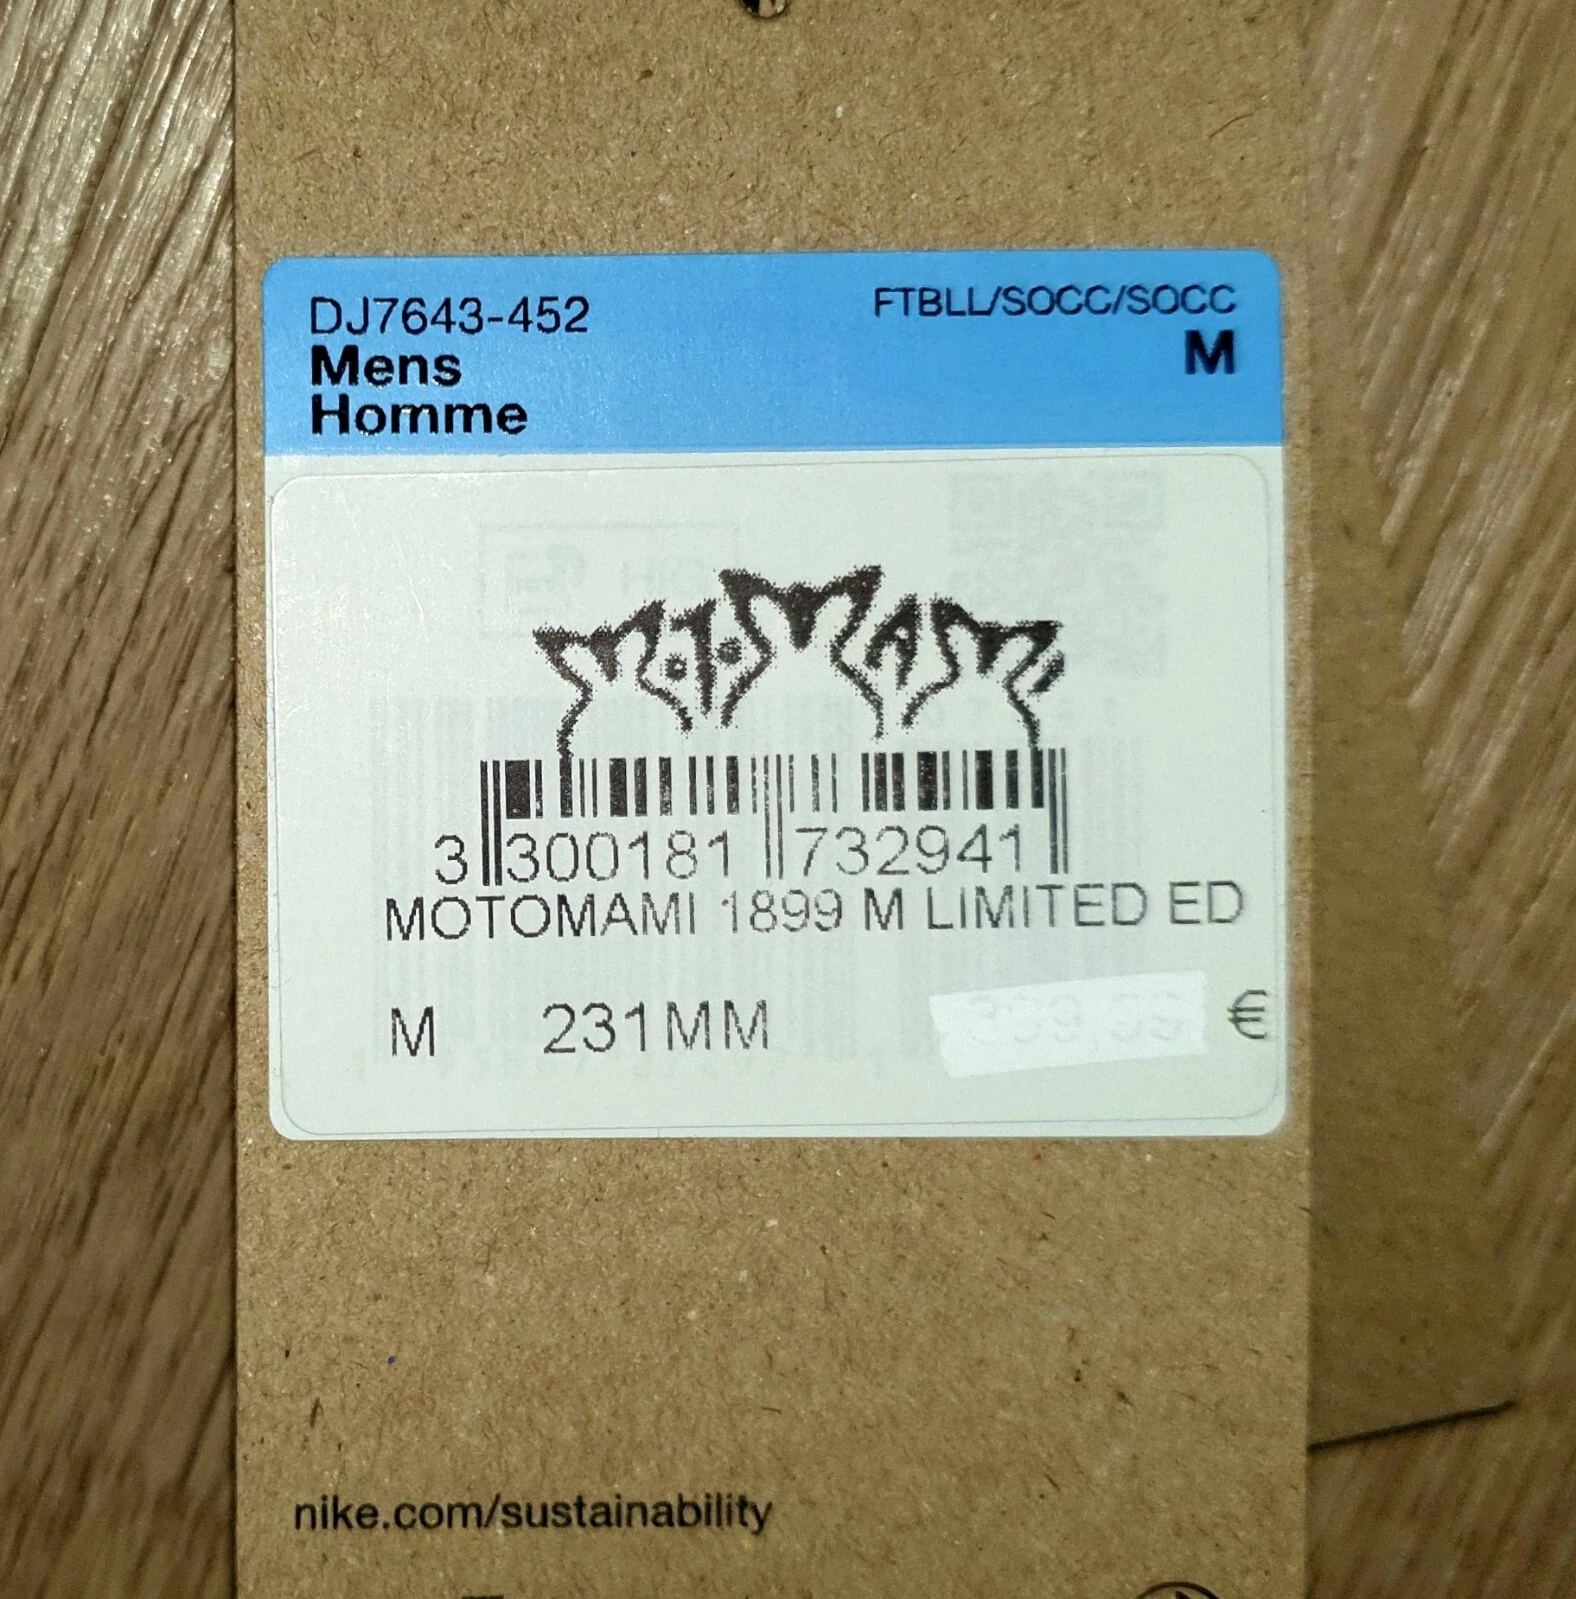 DJ7643-452
FTBLL/SOCC/SOCC
Mens
M
Homme
MOTOMAMI
3 300181 732941
MOTOMAMI 1899 M LIMITED ED
M 231MM €
nike.com/sustainability